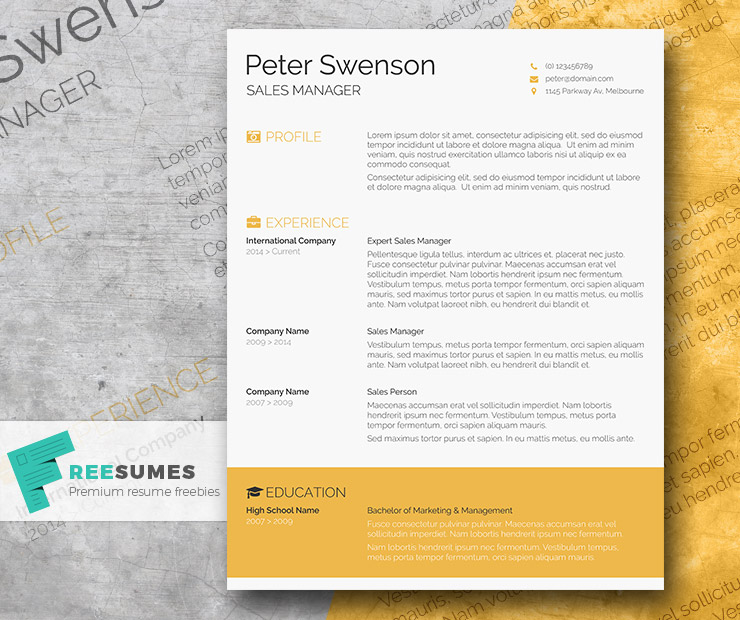 Peter Swenson
SALES MANAGER
(0) 123456789
peter@domain.com
1145 Parkway Av, Melbourne
PROFILE
Lorem ipsum dolor sit amet, consectetur adipiscing elit, sed do eiusmod
tempor incididunt ut labore et dolore magna aliqua. Ut enim ad minim
veniam, quis nostrud exercitation ullamco laboris nisi ut aliquip ex ea
commodo consequat.
Consectetur adipisicing elit, sed do eiusmod tempor incididunt ut labore
et dolore magna aliqua. Ut enim ad minim veniam, quis nostrud.
EXPERIENCE
International Company
2014 > Current
Expert Sales Manager
Pellentesque ligula tellus, interdum ac ultrices et, placerat nec justo.
Fusce consectetur pulvinar pulvinar. Maecenas accumsan erat vel
sollicitudin imperdiet. Nam lobortis hendrerit ipsum nec fermentum.
Vestibulum tempus, metus porta tempor fermentum, orci sapien aliquam
mauris, sed maximus tortor purus et sapien. In eu mattis metus, eu mollis
ante. Nam volutpat laoreet nibh, et condimentum elit hendrerit et.
Company Name
2009 > 2014
Sales Manager
Vestibulum tempus, metus porta tempor fermentum, orci sapien aliquam
mauris, sed maximus tortor purus et sapien. In eu mattis metus, eu mollis
ante. Nam volutpat laoreet nibh, et condimentum elit hendrerit et.
Company Name
2007 > 2009
Sales Person
Maecenas accumsan erat vel sollicitudin imperdiet. Nam lobortis
hendrerit ipsum nec fermentum. Vestibulum tempus, metus porta
tempor fermentum, orci sapien aliquam mauris.
Sed maximus tortor purus et sapien. In eu mattis metus, eu mollis ante.
EDUCATION
High School Name
2007 > 2009
Bachelor of Marketing & Management
Fusce consectetur pulvinar pulvinar. Maecenas accumsan erat vel
sollicitudin imperdiet. Nam lobortis hendrerit ipsum nec fermentum.
Nam lobortis hendrerit ipsum nec fermentum. Vestibulum tempus,
metus porta tempor fermentum, orci sapien aliquam mauris.
FREESUMES
Premium resume freebies